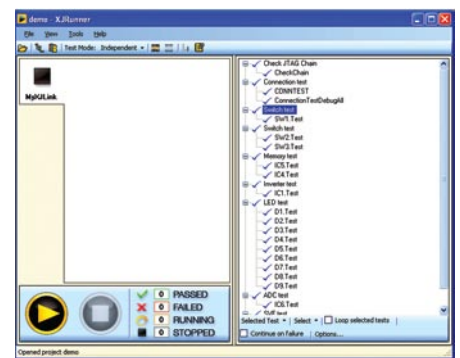 demo - XJRunner
File View Tools Help
Test Mode: Independent
MyXJLink
Check JTAG Chain
CheckChain
Connection test
CONNTEST
ConnectionTestDebugAll
Switch test
SW1.Test
Switch test
SW2.Test
SW3.Test
Memory test
IC5.Test
IC4.Test
Inverter test
IC1.Test
LED test
D1.Test
D2.Test
D3.Test
D4.Test
D5.Test
D6.Test
D7.Test
D8.Test
D9.Test
ADC test
IC6.Test
0 PASSED
0 FAILED
0 RUNNING
0 STOPPED
Selected Test Select Loop selected tests
Continue on failure Options...
Opened project demo